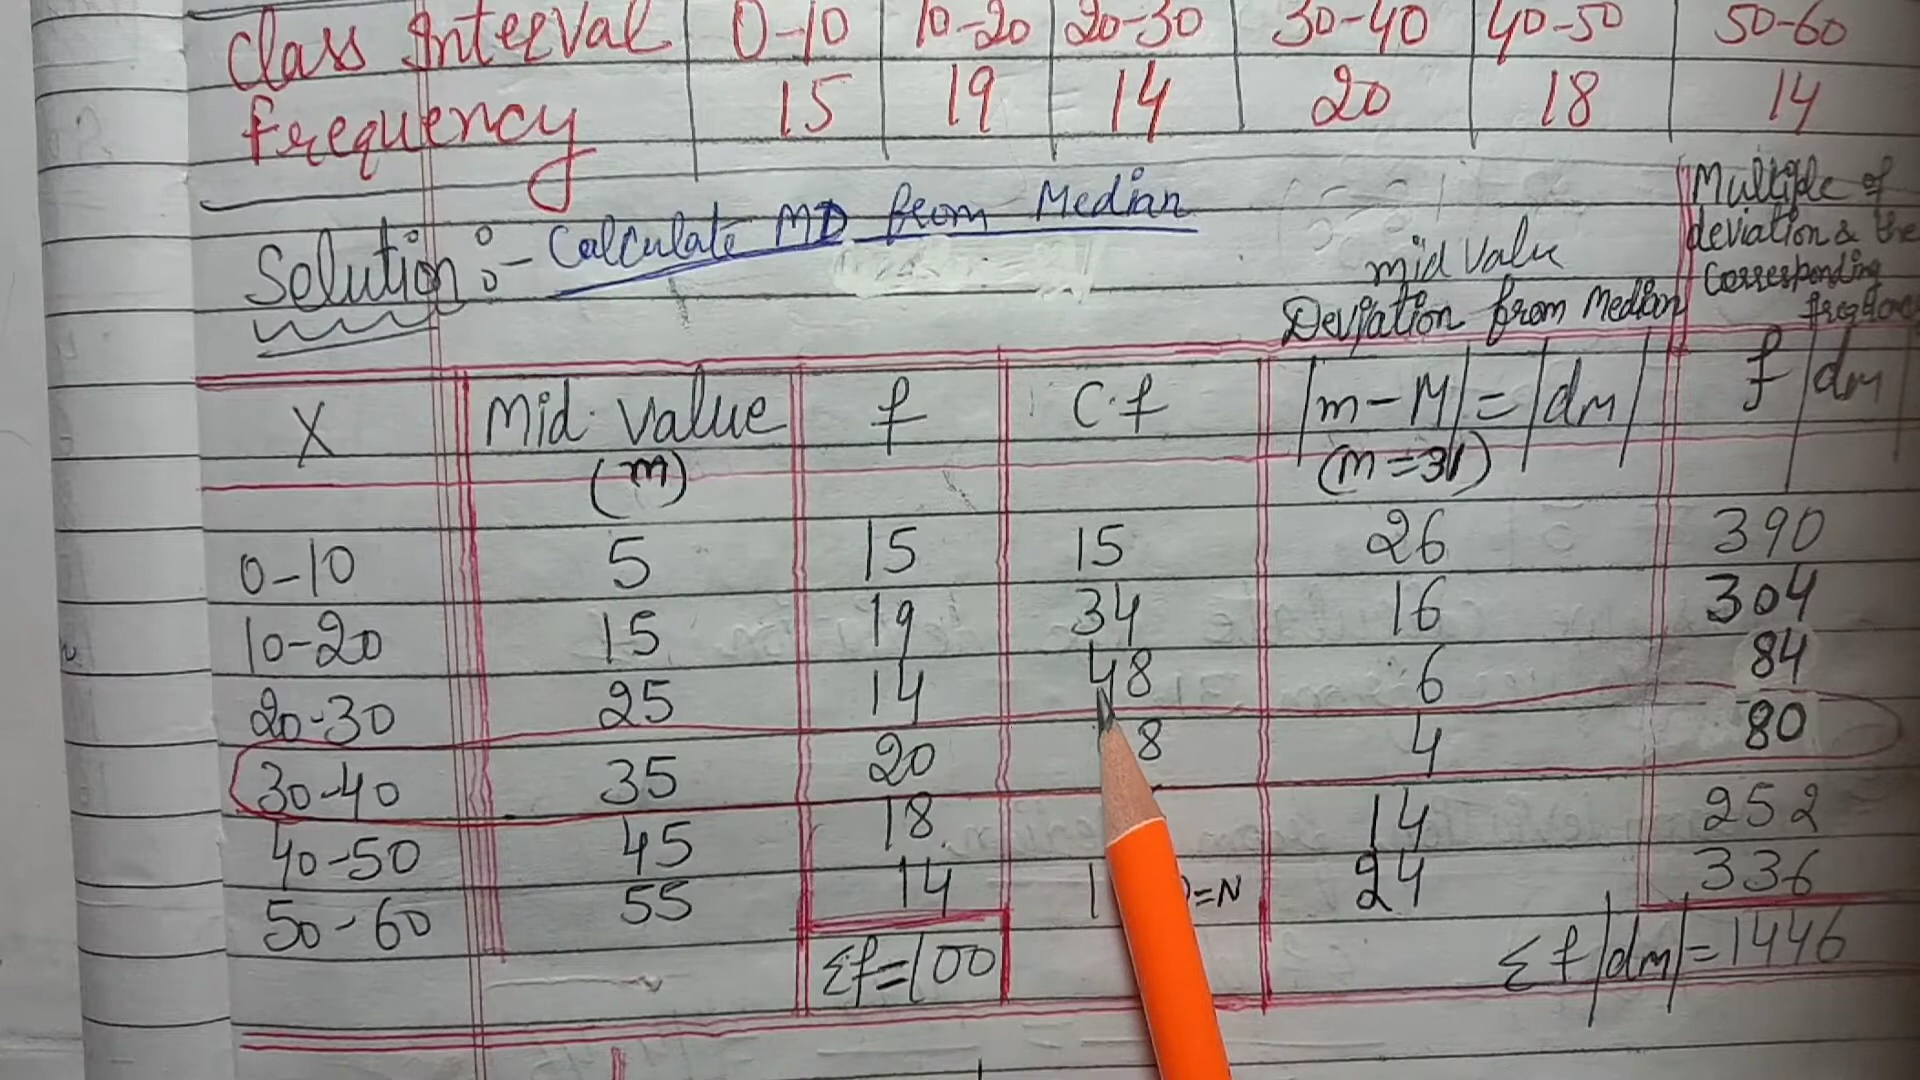 Class Interval 0-10 10-20 20-30 30-40 40-50 50-60
frequency 15 19 14 20 18 14
Solution :- Calculate MD from Median
mid value
Deviation from Median
Multiple of
deviation & the
Corresponding
X Mid value f C.f |m-M|=|dM| f|dM|
(m) (m=31)
0-10 5 15 15 26 390
10-20 15 19 34 16 304
20-30 25 14 48 6 84
30-40 35 20 8 4 80
40-50 45 18 14 252
50-60 55 14 1 0=N 24 336
Σf=100 Σf|dM|=1446